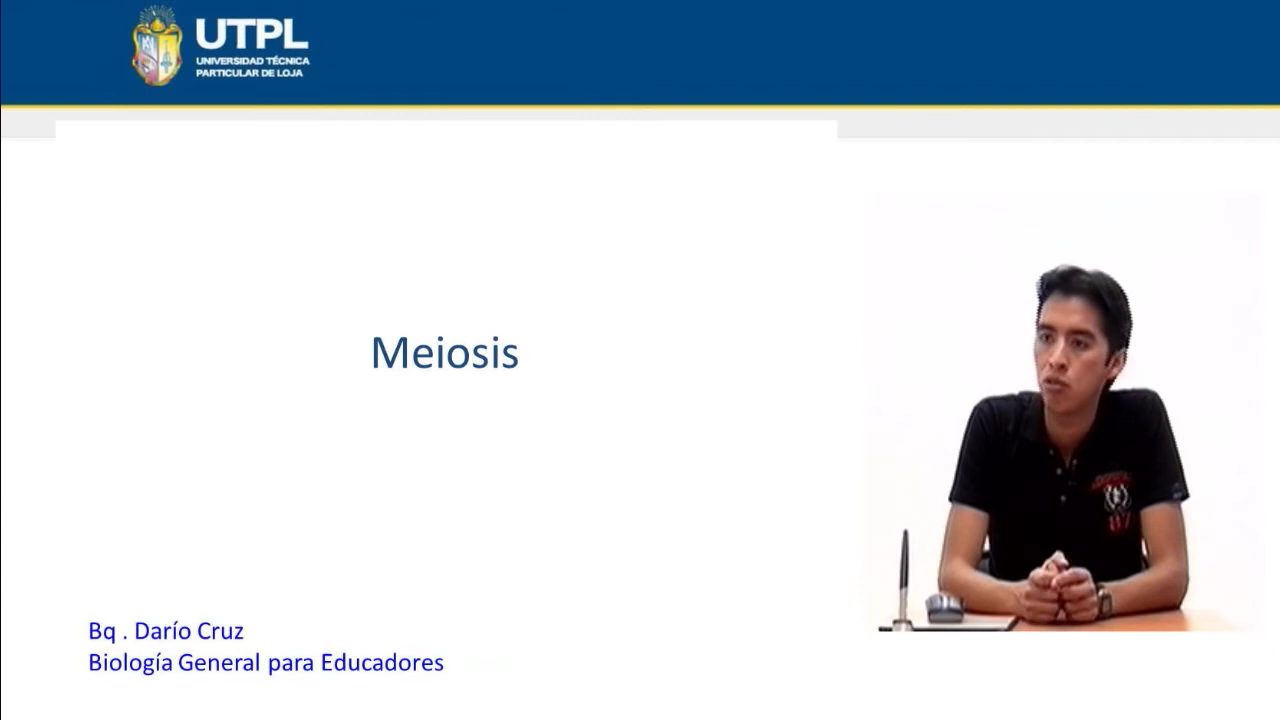 UTPL
UNIVERSIDAD TÉCNICA
PARTICULAR DE LOJA
Meiosis
Bq . Darío Cruz
Biología General para Educadores